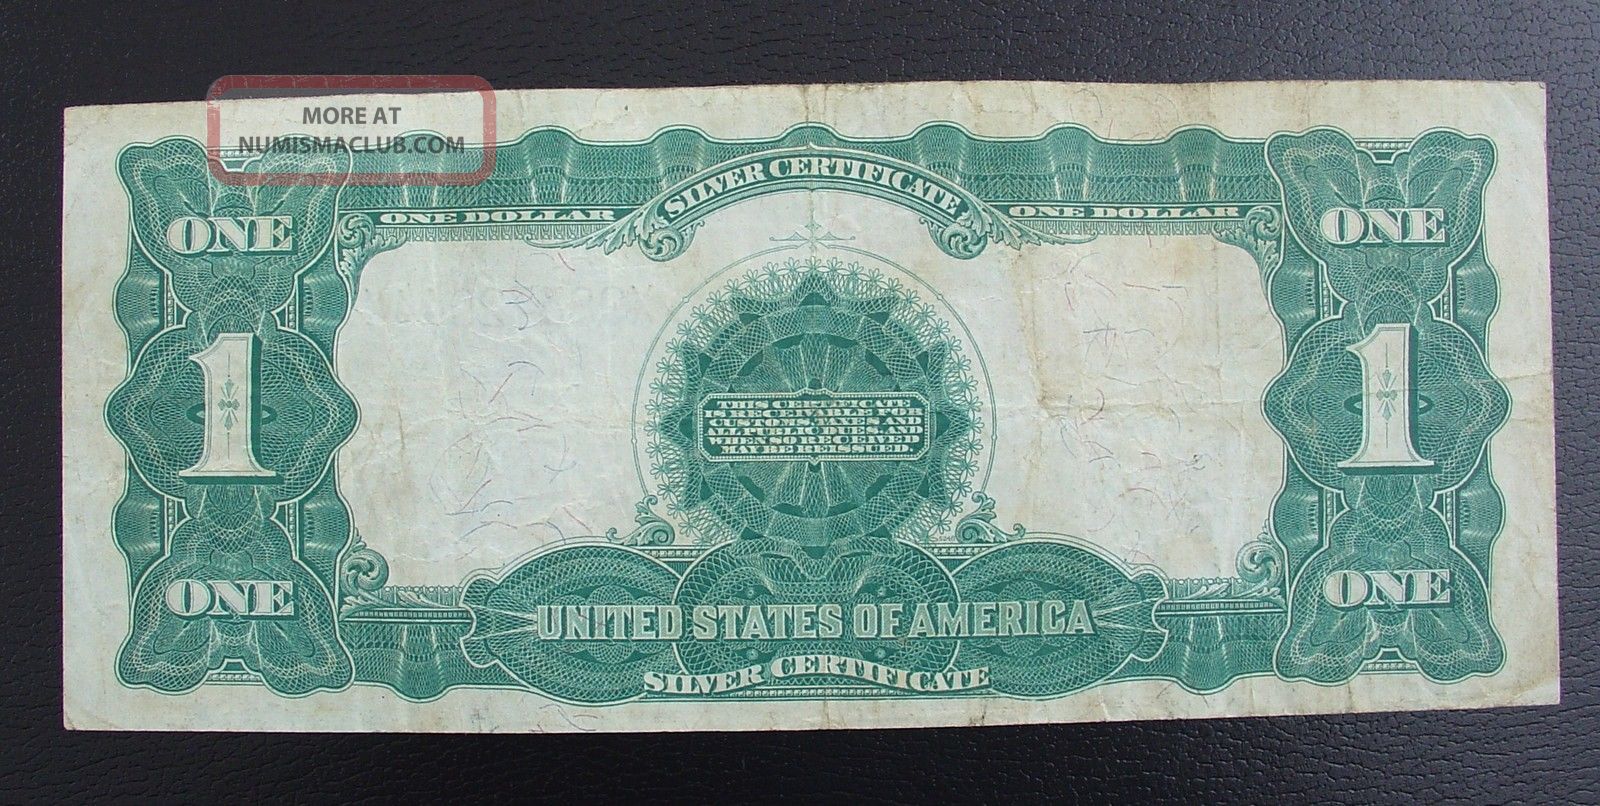 MORE AT
NUMISMACLUB.COM
SILVER CERTIFICATE
ONE DOLLAR
ONE DOLLAR
ONE
ONE
1
1
THIS CERTIFICATE
IS RECEIVABLE FOR
CUSTOMS, TAXES AND
ALL PUBLIC DUES, AND
WHEN SO RECEIVED
MAY BE REISSUED.
ONE
ONE
UNITED STATES OF AMERICA
SILVER CERTIFICATE